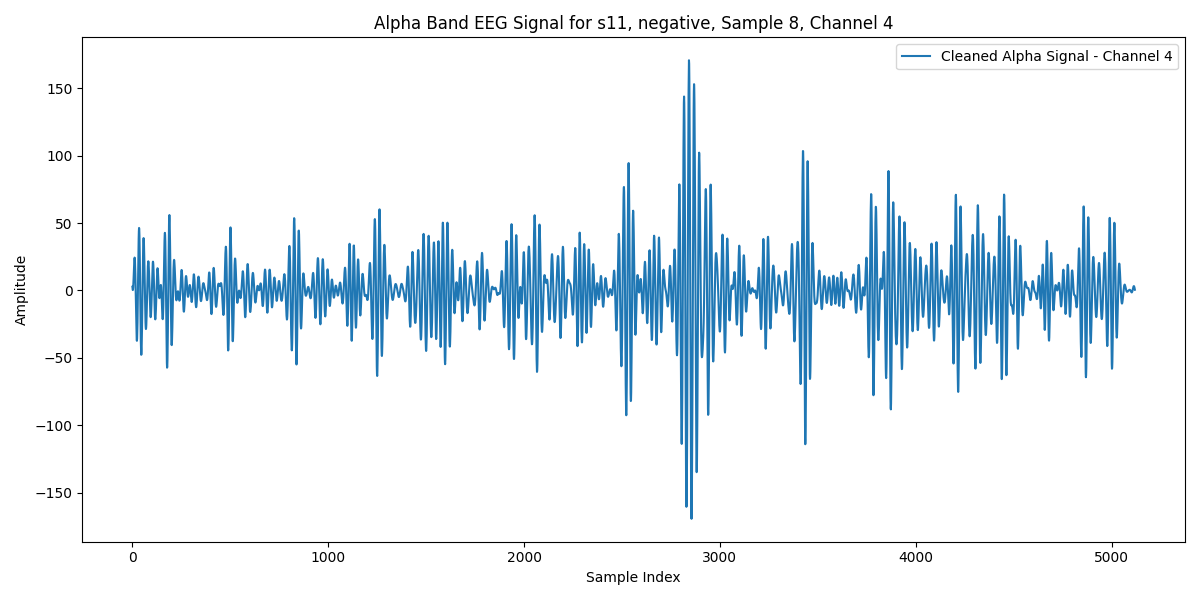 Alpha Band EEG Signal for s11, negative, Sample 8, Channel 4
Cleaned Alpha Signal - Channel 4
Amplitude
150
100
50
0
−50
−100
−150
0 1000 2000 3000 4000 5000
Sample Index